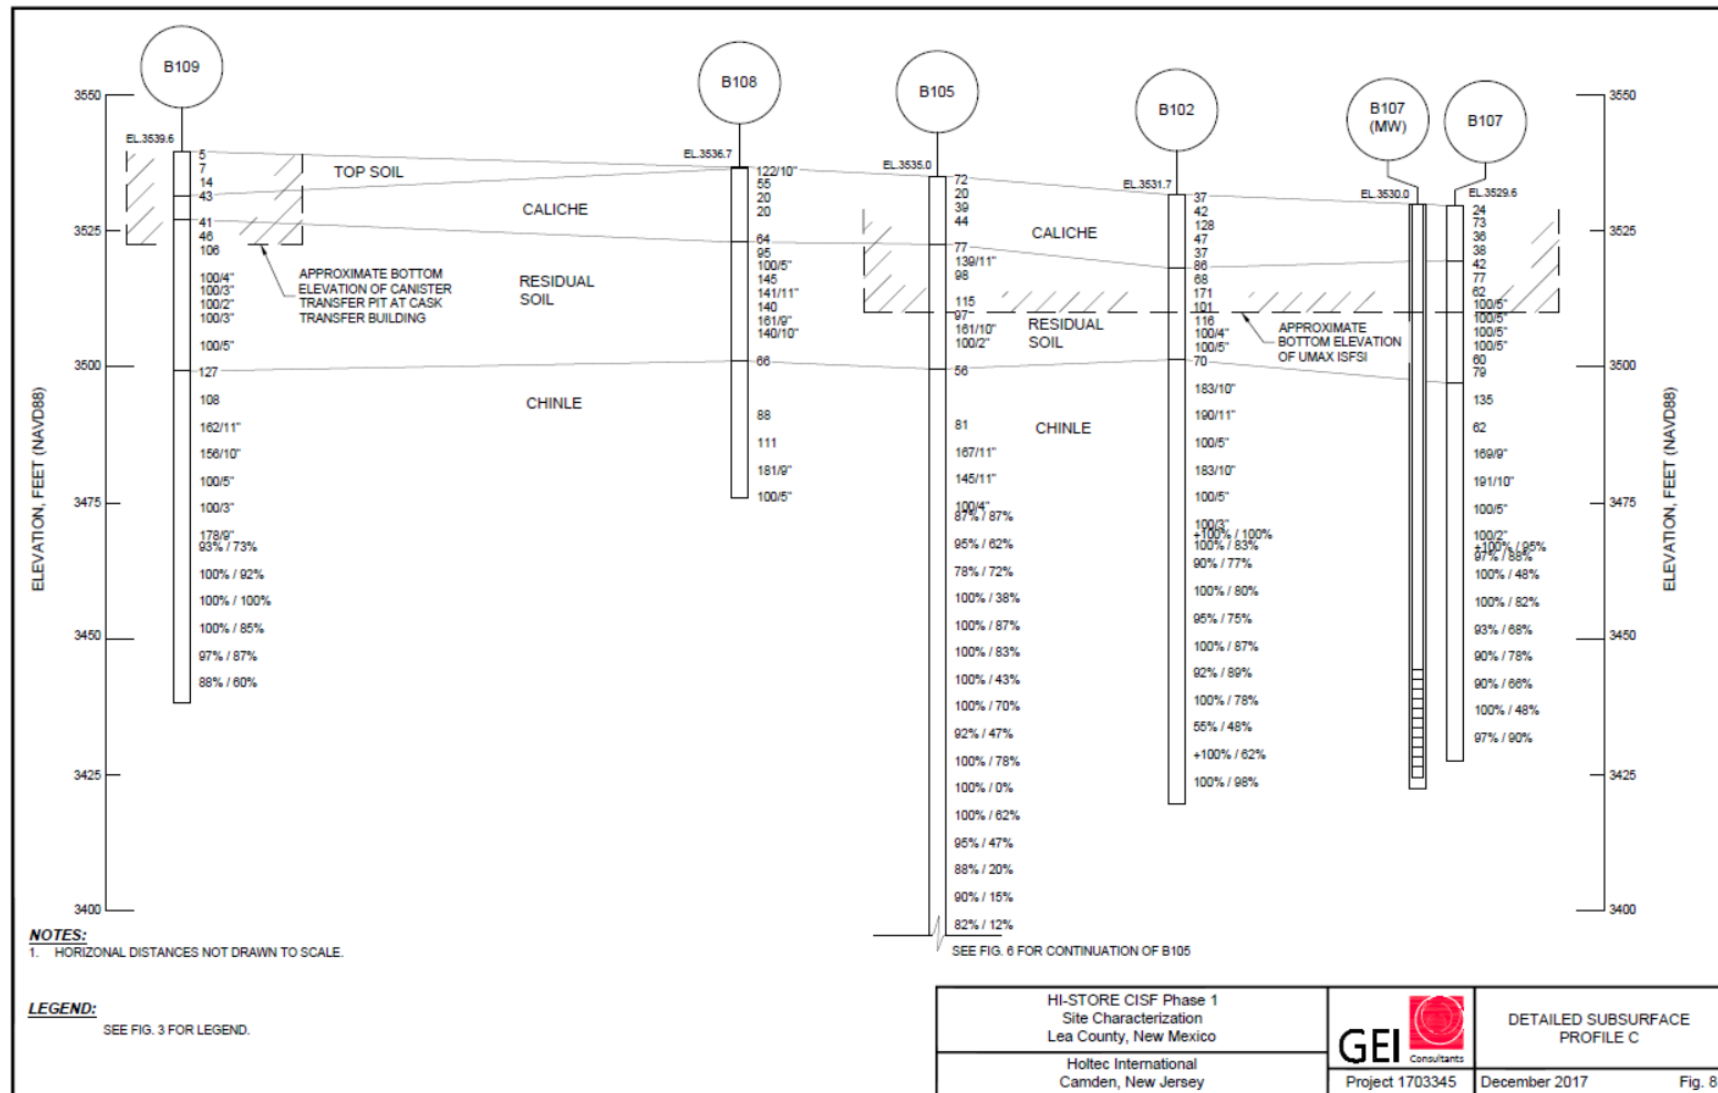 B109
B108
B105
B102
B107
(MW)
B107
3550
3525
3500
3475
3450
3425
3400
ELEVATION, FEET (NAVD88)
EL.3539.6
5
7
14
43
41
46
106
100/4"
100/3"
100/2"
100/3"
100/5"
127
108
162/11"
156/10"
100/5"
100/3"
178/9"
93% / 73%
100% / 92%
100% / 100%
100% / 85%
97% / 87%
88% / 60%
TOP SOIL
CALICHE
RESIDUAL
SOIL
CHINLE
APPROXIMATE BOTTOM
ELEVATION OF CANISTER
TRANSFER PIT AT CASK
TRANSFER BUILDING
EL.3536.7
122/10"
55
20
20
64
95
100/5"
145
141/11"
140
161/9"
140/10"
66
88
111
181/9"
100/5"
EL.3535.0
72
20
39
44
77
139/11"
98
115
97
161/10"
100/2"
56
81
167/11"
145/11"
100/4"
87% / 87%
95% / 62%
78% / 72%
100% / 38%
100% / 87%
100% / 83%
100% / 43%
100% / 70%
92% / 47%
100% / 78%
100% / 0%
100% / 62%
95% / 47%
88% / 20%
90% / 15%
82% / 12%
SEE FIG. 6 FOR CONTINUATION OF B105
CALICHE
RESIDUAL
SOIL
CHINLE
EL.3531.7
37
42
128
47
37
86
68
171
101
116
100/4"
100/5"
70
183/10"
190/11"
100/5"
183/10"
100/5"
100/3"
+100% / 100%
100% / 83%
90% / 77%
100% / 80%
95% / 75%
100% / 87%
92% / 89%
100% / 78%
55% / 48%
+100% / 62%
100% / 98%
APPROXIMATE
BOTTOM ELEVATION
OF UMAX ISFSI
EL.3530.0
EL.3529.6
24
73
36
38
42
77
62
100/5"
100/5"
100/5"
100/5"
60
79
135
62
169/9"
191/10"
100/5"
100/2"
+100% / 95%
97% / 88%
100% / 48%
100% / 82%
93% / 68%
90% / 78%
90% / 66%
100% / 48%
97% / 90%
3550
3525
3500
3475
3450
3425
3400
ELEVATION, FEET (NAVD88)
NOTES:
1. HORIZONAL DISTANCES NOT DRAWN TO SCALE.
LEGEND:
SEE FIG. 3 FOR LEGEND.
HI-STORE CISF Phase 1
Site Characterization
Lea County, New Mexico
Holtec International
Camden, New Jersey
GEI
Consultants
Project 1703345
DETAILED SUBSURFACE
PROFILE C
December 2017
Fig. 8